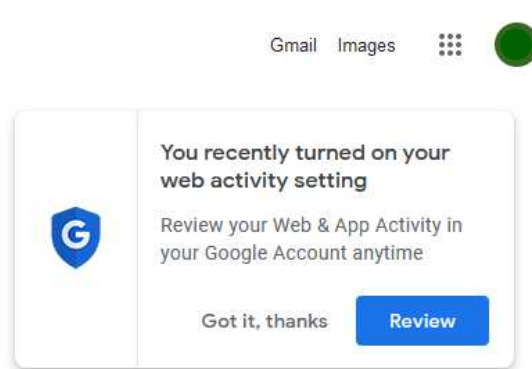 Gmail Images
You recently turned on your
web activity setting
G
Review your Web & App Activity in
your Google Account anytime
Got it, thanks Review